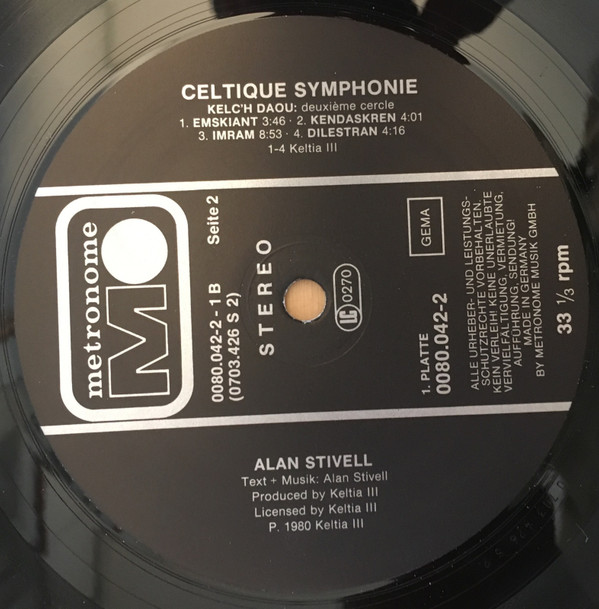 CELTIQUE SYMPHONIE
KELC'H DAOU: deuxième cercle
1. EMSKIANT 3:46 · 2. KENDASKREN 4:01
3. IMRAM 8:53 · 4. DILESTRAN 4:16
1-4 Keltia III
metronome
MO
Seite 2
0080.042-2 - 1 B
(0703.426 S 2)
STEREO
LC 0270
GEMA
1. PLATTE
0080.042-2
ALLE URHEBER- UND LEISTUNGS-
SCHUTZRECHTE VORBEHALTEN.
KEIN VERLEIH! KEINE UNERLAUBTE
VERVIELFÄLTIGUNG, VERMIETUNG,
AUFFÜHRUNG, SENDUNG!
MADE IN GERMANY
BY METRONOME MUSIK GMBH
33 1/3 rpm
ALAN STIVELL
Text + Musik: Alan Stivell
Produced by Keltia III
Licensed by Keltia III
P. 1980 Keltia III